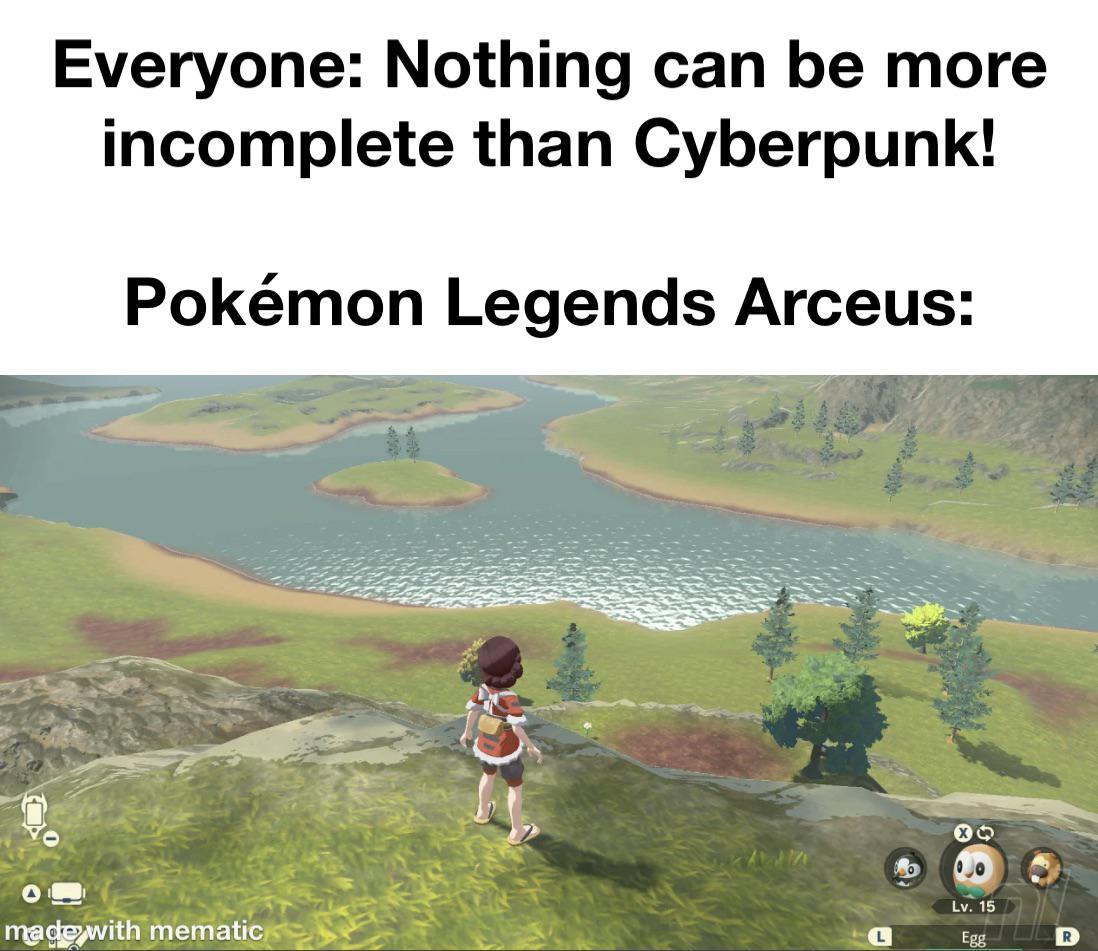 Everyone: Nothing can be more
incomplete than Cyberpunk!
Pokémon Legends Arceus:
X
Lv. 15
L Egg R
made with mematic